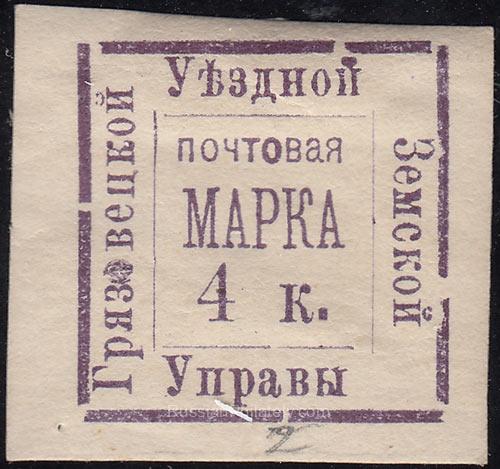 Грязовецкой
Уѣздной
Земской
Управы
почтовая
МАРКА
4 к.